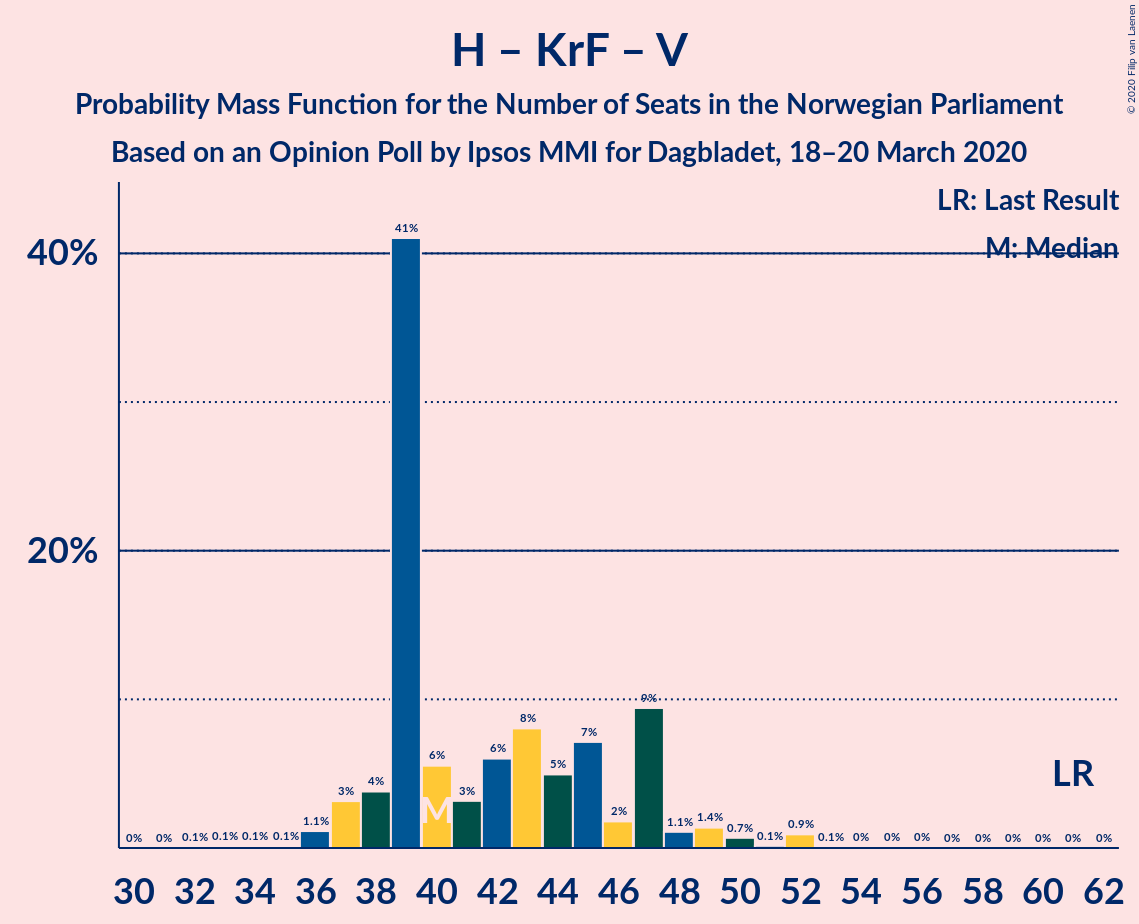 H – KrF – V
Probability Mass Function for the Number of Seats in the Norwegian Parliament
Based on an Opinion Poll by Ipsos MMI for Dagbladet, 18–20 March 2020
© 2020 Filip van Laenen
LR: Last Result
M: Median
40%
20%
0% 0% 0.1% 0.1% 0.1% 0.1% 1.1% 3% 4% 41% 6% 3% 6% 8% 5% 7% 2% 9% 1.1% 1.4% 0.7% 0.1% 0.9% 0.1% 0% 0% 0% 0% 0% 0% 0% 0% 0%
M
LR
30 32 34 36 38 40 42 44 46 48 50 52 54 56 58 60 62